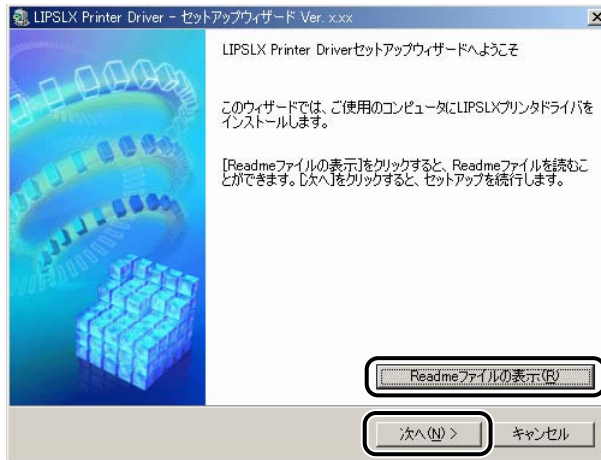 LIPSLX Printer Driver - セットアップウィザード Ver. x.xx
LIPSLX Printer Driverセットアップウィザードへようこそ
このウィザードでは、ご使用のコンピュータにLIPSLXプリンタドライバを
インストールします。
[Readmeファイルの表示]をクリックすると、Readmeファイルを読むこ
とができます。[次へ]をクリックすると、セットアップを続行します。
Readmeファイルの表示(R)
次へ(N) >
キャンセル